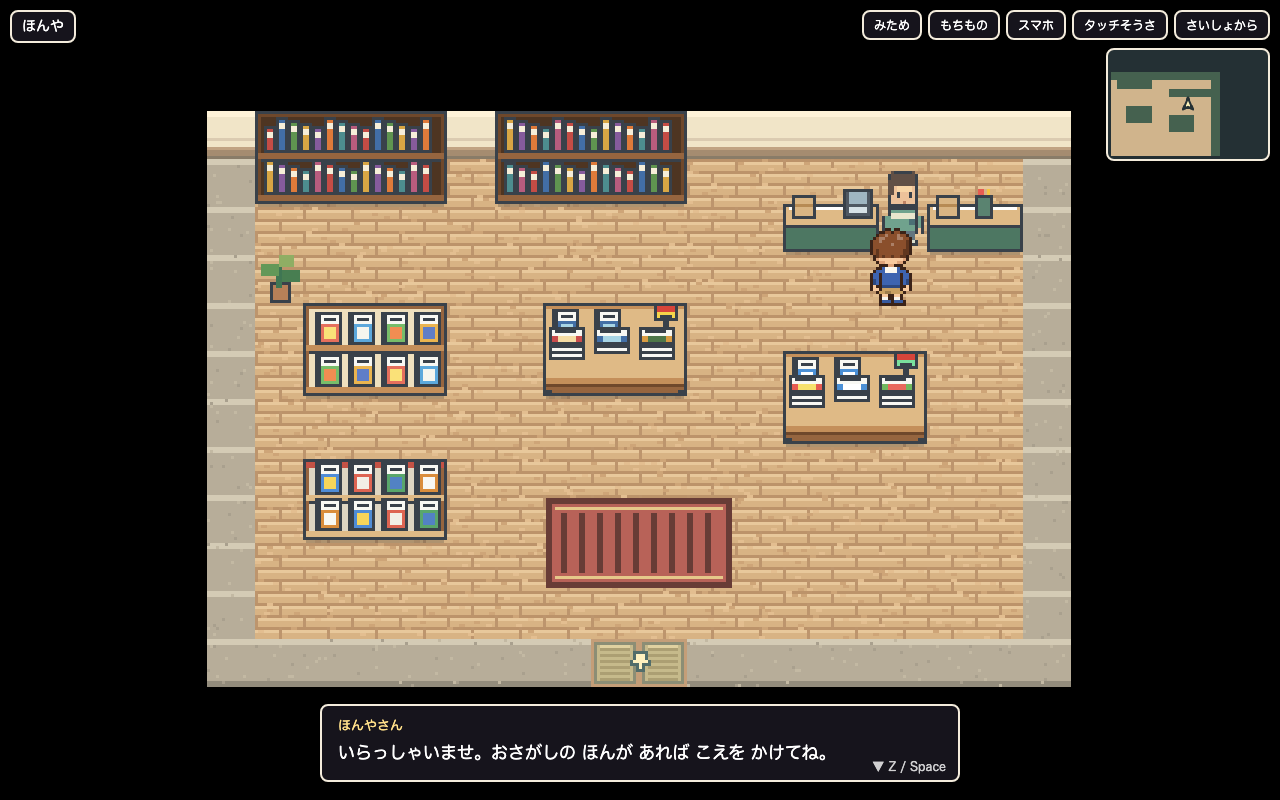 ほんや
みため
もちもの
スマホ
タッチそうさ
さいしょから
ほんやさん
いらっしゃいませ。おさがしの ほんが あれば こえを かけてね。
▼ Z / Space